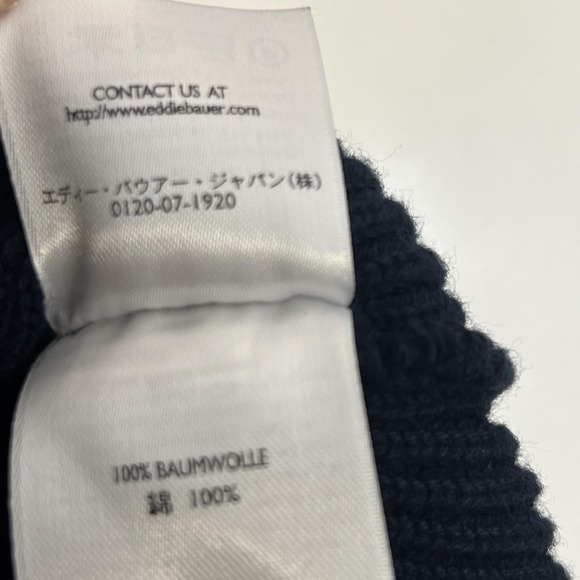 CONTACT US AT
http://www.eddiebauer.com
エディー・バウアー・ジャパン(株)
0120-07-1920
100% BAUMWOLLE
綿 100%